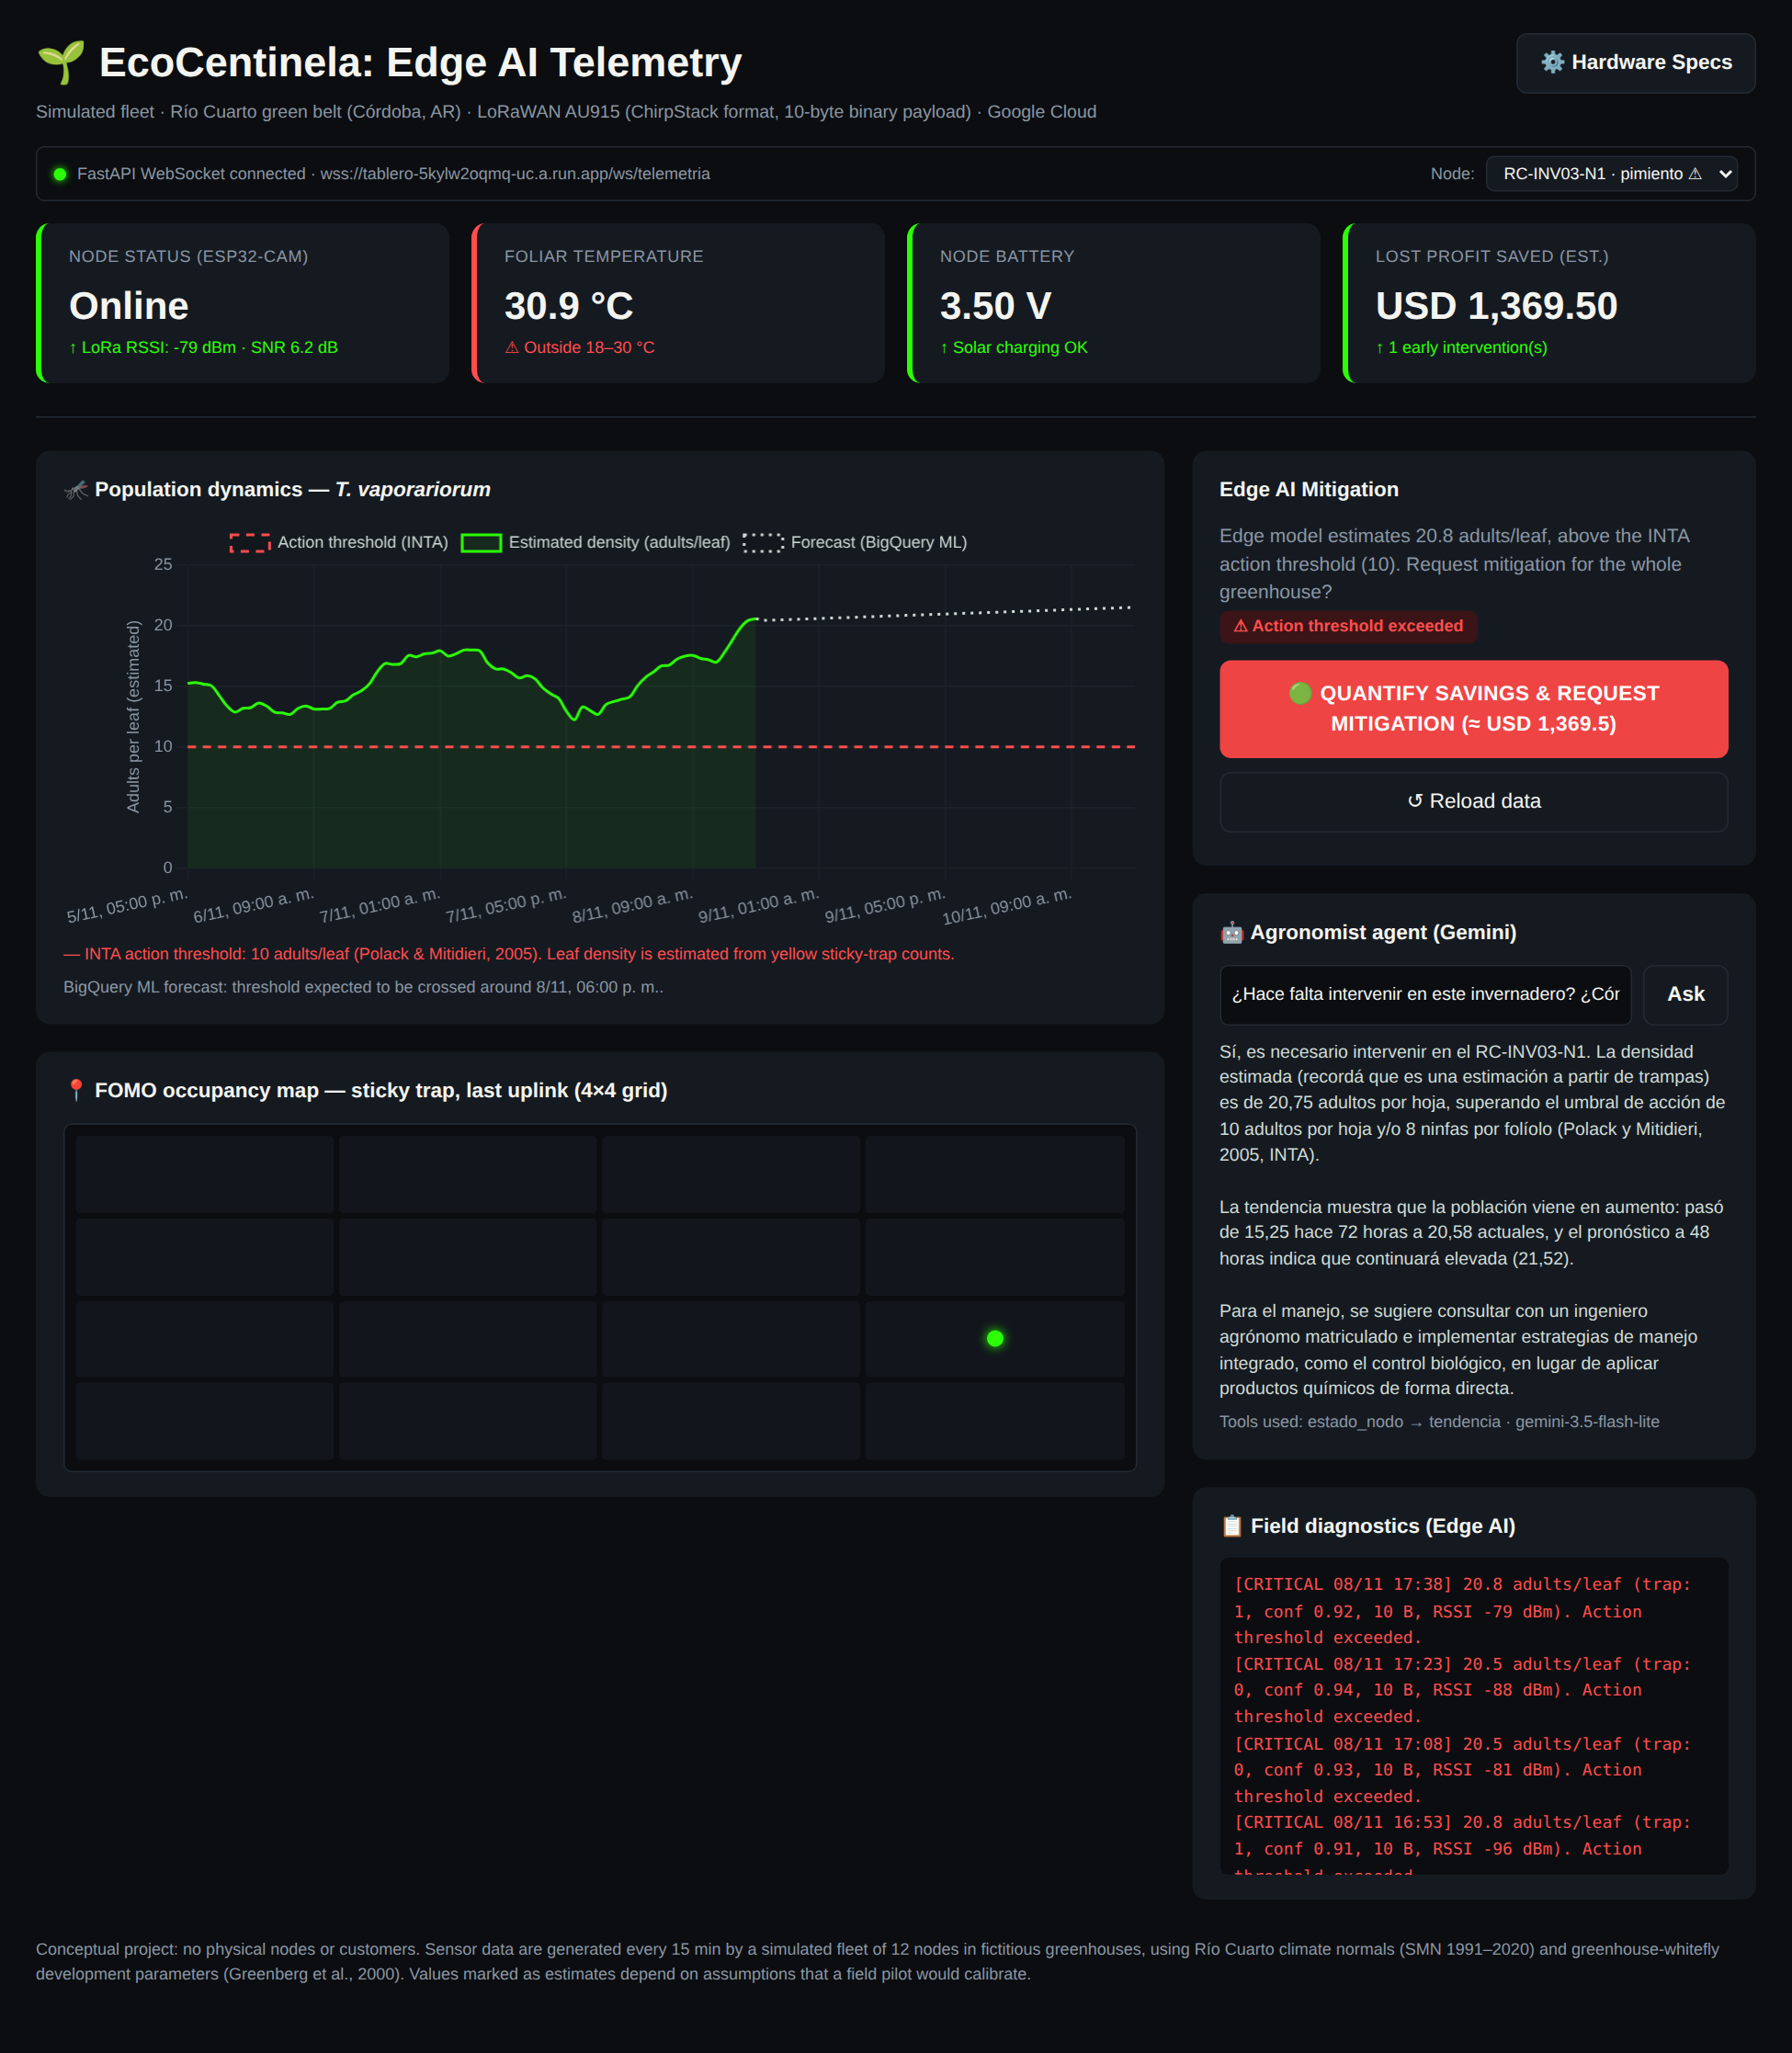 🌱 EcoCentinela: Edge AI Telemetry
⚙️ Hardware Specs
Simulated fleet · Río Cuarto green belt (Córdoba, AR) · LoRaWAN AU915 (ChirpStack format, 10-byte binary payload) · Google Cloud
FastAPI WebSocket connected · wss://tablero-5kylw2oqmq-uc.a.run.app/ws/telemetria
Node:
RC-INV03-N1 · pimiento ⚠
NODE STATUS (ESP32-CAM)
Online
↑ LoRa RSSI: -79 dBm · SNR 6.2 dB
FOLIAR TEMPERATURE
30.9 °C
⚠ Outside 18–30 °C
NODE BATTERY
3.50 V
↑ Solar charging OK
LOST PROFIT SAVED (EST.)
USD 1,369.50
↑ 1 early intervention(s)
🦟 Population dynamics — T. vaporariorum
Action threshold (INTA)
Estimated density (adults/leaf)
Forecast (BigQuery ML)
Adults per leaf (estimated)
25
20
15
10
5
0
5/11, 05:00 p. m.
6/11, 09:00 a. m.
7/11, 01:00 a. m.
7/11, 05:00 p. m.
8/11, 09:00 a. m.
9/11, 01:00 a. m.
9/11, 05:00 p. m.
10/11, 09:00 a. m.
— INTA action threshold: 10 adults/leaf (Polack & Mitidieri, 2005). Leaf density is estimated from yellow sticky-trap counts.
BigQuery ML forecast: threshold expected to be crossed around 8/11, 06:00 p. m..
📍 FOMO occupancy map — sticky trap, last uplink (4×4 grid)
Edge AI Mitigation
Edge model estimates 20.8 adults/leaf, above the INTA
action threshold (10). Request mitigation for the whole
greenhouse?
⚠ Action threshold exceeded
🟢 QUANTIFY SAVINGS & REQUEST
MITIGATION (≈ USD 1,369.5)
↺ Reload data
🤖 Agronomist agent (Gemini)
¿Hace falta intervenir en este invernadero? ¿Cór
Ask
Sí, es necesario intervenir en el RC-INV03-N1. La densidad
estimada (recordá que es una estimación a partir de trampas)
es de 20,75 adultos por hoja, superando el umbral de acción de
10 adultos por hoja y/o 8 ninfas por folíolo (Polack y Mitidieri,
2005, INTA).
La tendencia muestra que la población viene en aumento: pasó
de 15,25 hace 72 horas a 20,58 actuales, y el pronóstico a 48
horas indica que continuará elevada (21,52).
Para el manejo, se sugiere consultar con un ingeniero
agrónomo matriculado e implementar estrategias de manejo
integrado, como el control biológico, en lugar de aplicar
productos químicos de forma directa.
Tools used: estado_nodo → tendencia · gemini-3.5-flash-lite
📋 Field diagnostics (Edge AI)
[CRITICAL 08/11 17:38] 20.8 adults/leaf (trap:
1, conf 0.92, 10 B, RSSI -79 dBm). Action
threshold exceeded.
[CRITICAL 08/11 17:23] 20.5 adults/leaf (trap:
0, conf 0.94, 10 B, RSSI -88 dBm). Action
threshold exceeded.
[CRITICAL 08/11 17:08] 20.5 adults/leaf (trap:
0, conf 0.93, 10 B, RSSI -81 dBm). Action
threshold exceeded.
[CRITICAL 08/11 16:53] 20.8 adults/leaf (trap:
1, conf 0.91, 10 B, RSSI -96 dBm). Action
threshold exceeded.
Conceptual project: no physical nodes or customers. Sensor data are generated every 15 min by a simulated fleet of 12 nodes in fictitious greenhouses, using Río Cuarto climate normals (SMN 1991–2020) and greenhouse-whitefly
development parameters (Greenberg et al., 2000). Values marked as estimates depend on assumptions that a field pilot would calibrate.